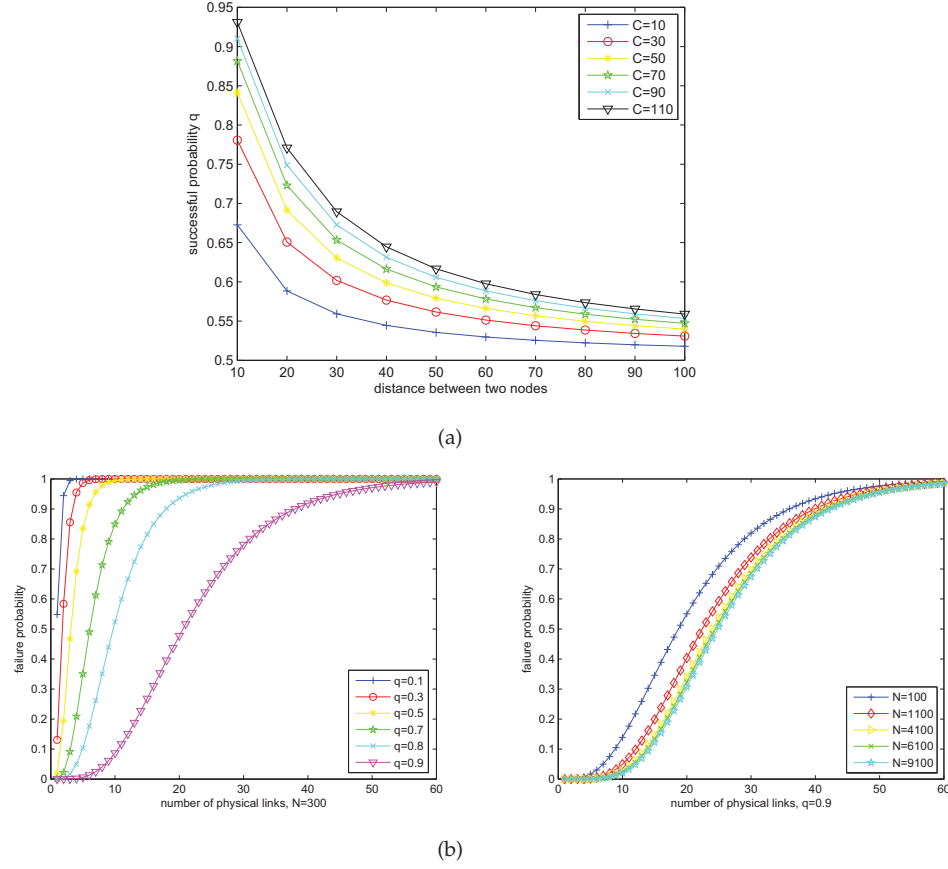 0.95
0.9
0.85
0.8
0.75
0.7
0.65
0.6
0.55
0.5
successful probability q
10 20 30 40 50 60 70 80 90 100
distance between two nodes
C=10
C=30
C=50
C=70
C=90
C=110
(a)
1
0.9
0.8
0.7
0.6
0.5
0.4
0.3
0.2
0.1
0
failure probability
0 10 20 30 40 50 60
number of physical links, N=300
q=0.1
q=0.3
q=0.5
q=0.7
q=0.8
q=0.9
1
0.9
0.8
0.7
0.6
0.5
0.4
0.3
0.2
0.1
0
failure probability
0 10 20 30 40 50 60
number of physical links, q=0.9
N=100
N=1100
N=4100
N=6100
N=9100
(b)